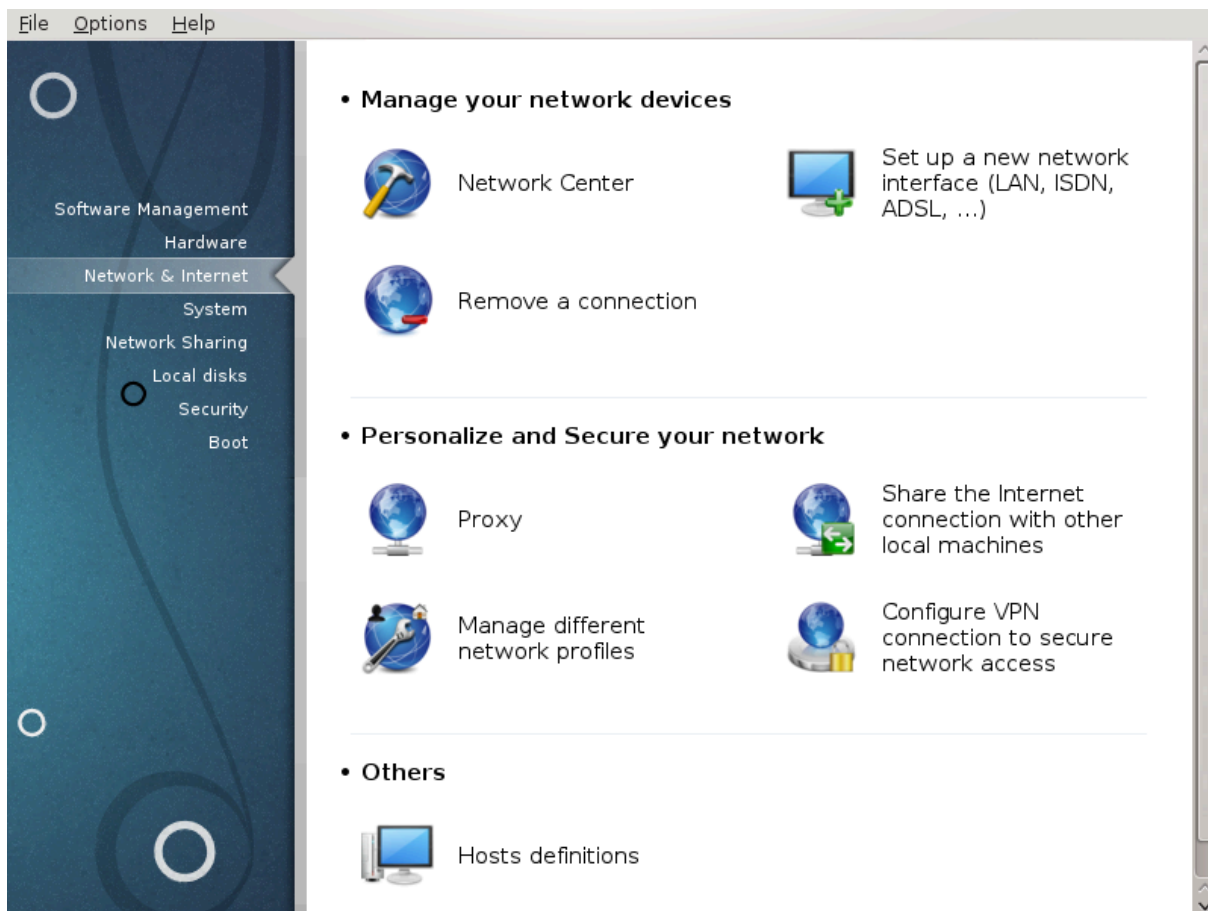 File Options Help
Software Management
Hardware
Network & Internet
System
Network Sharing
Local disks
Security
Boot
• Manage your network devices
Network Center
Set up a new network
interface (LAN, ISDN,
ADSL, ...)
Remove a connection
• Personalize and Secure your network
Proxy
Share the Internet
connection with other
local machines
Manage different
network profiles
Configure VPN
connection to secure
network access
• Others
Hosts definitions